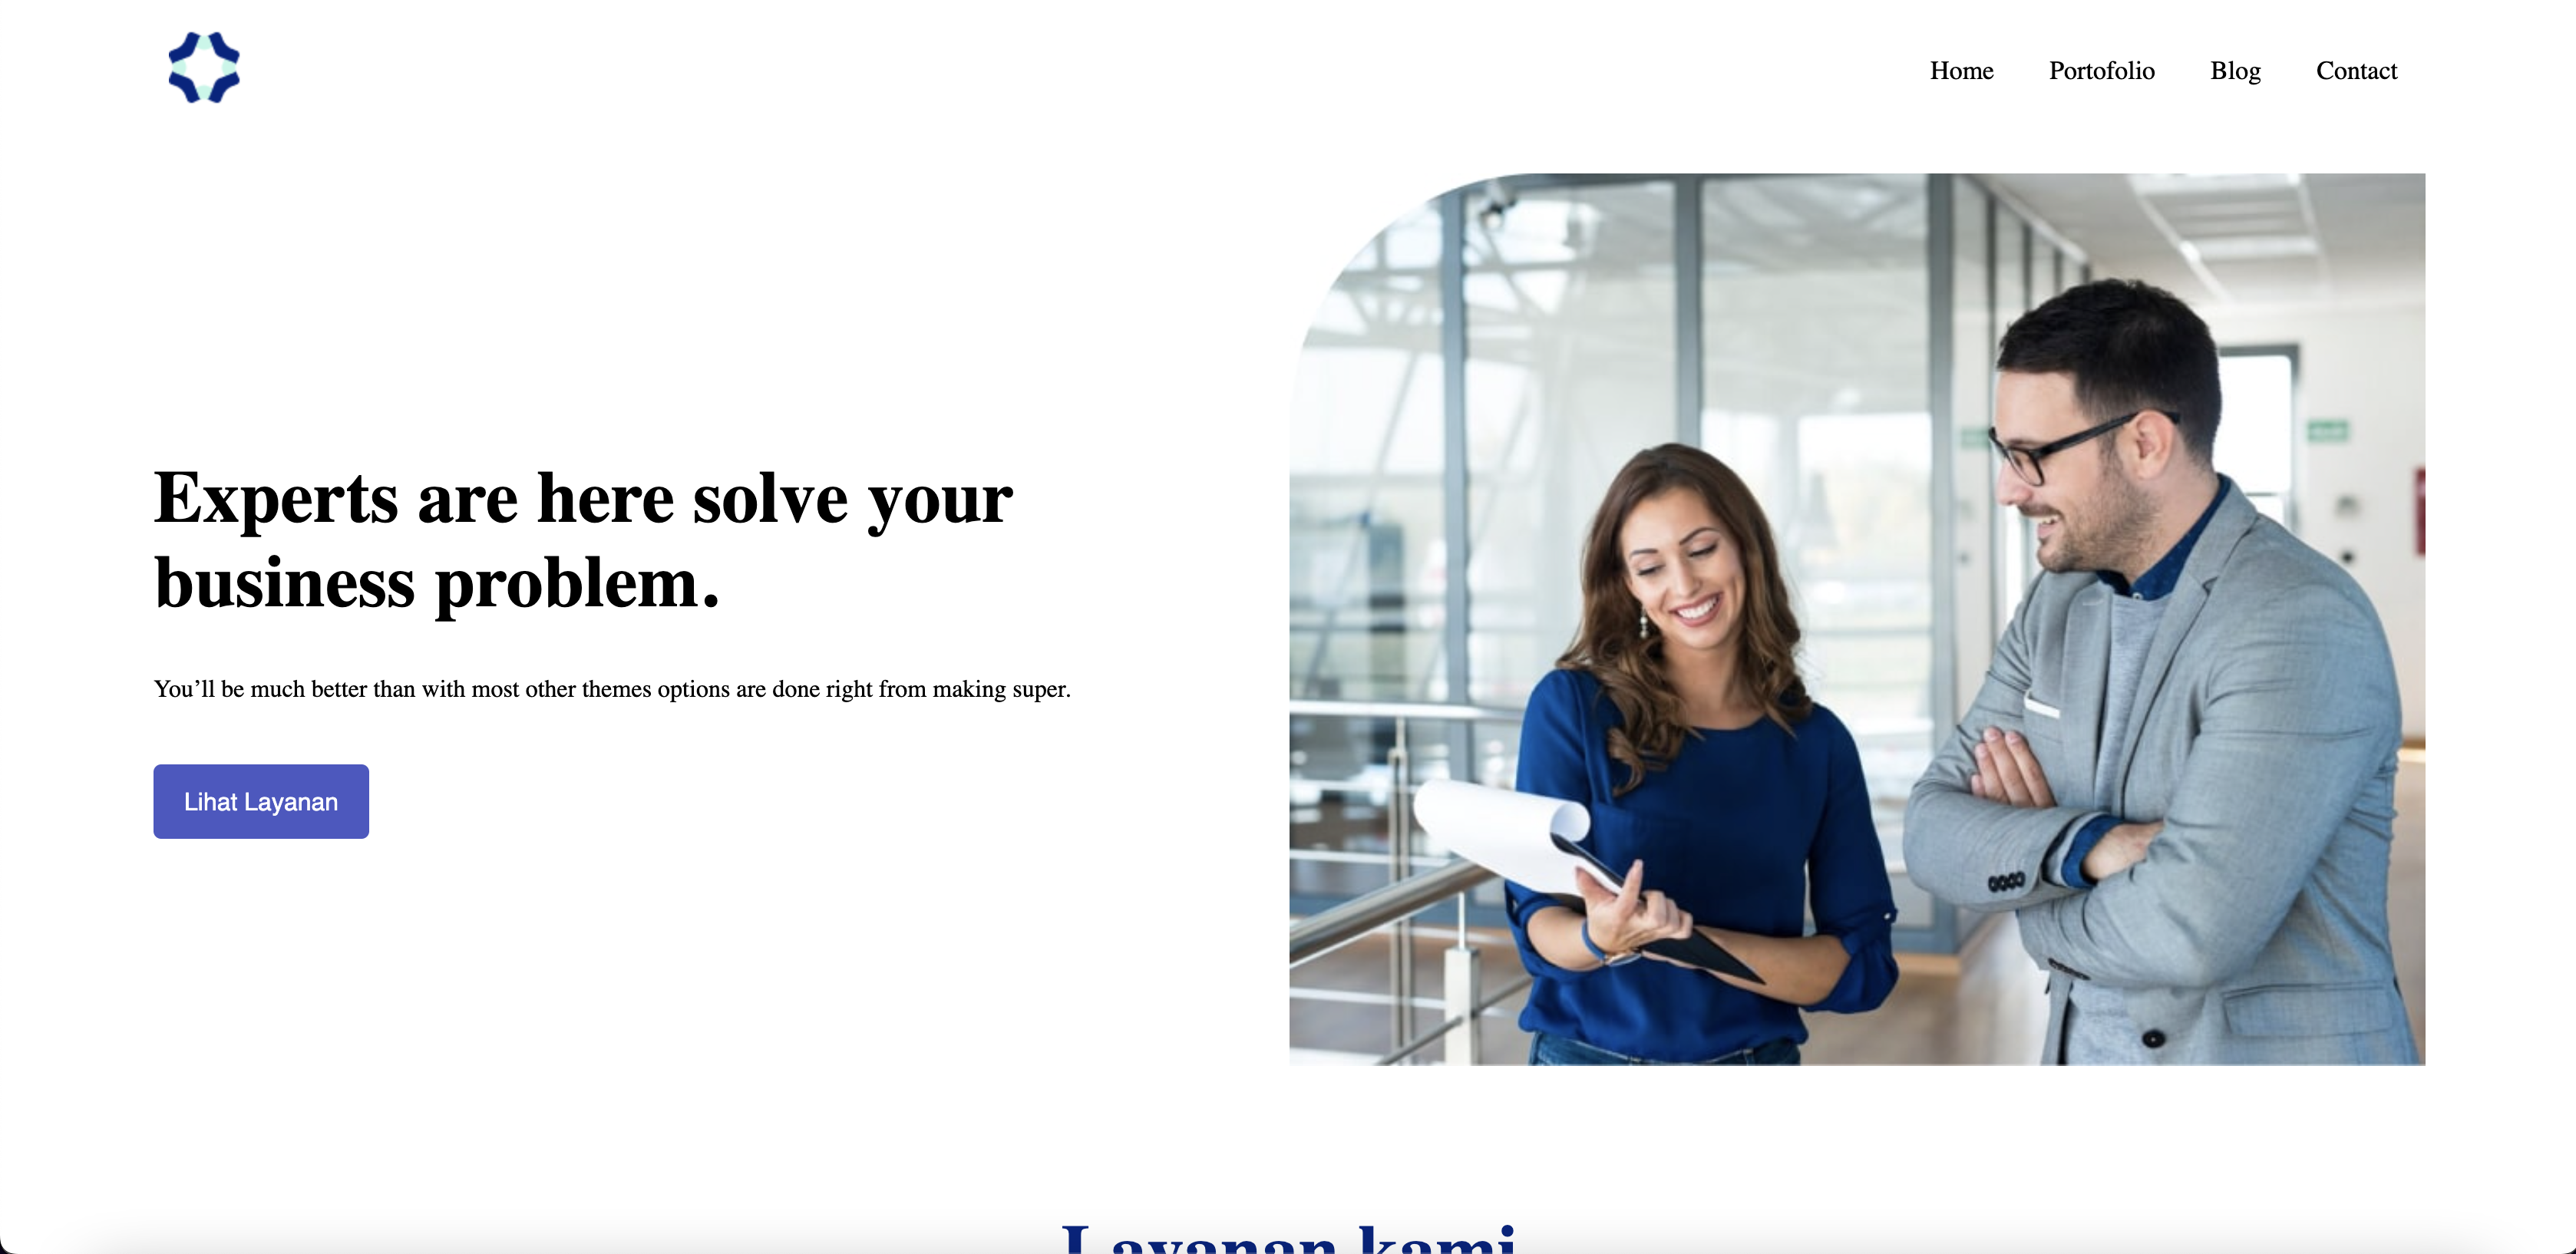 Home Portofolio Blog Contact
Experts are here solve your
business problem.
You’ll be much better than with most other themes options are done right from making super.
Lihat Layanan
Layanan kami